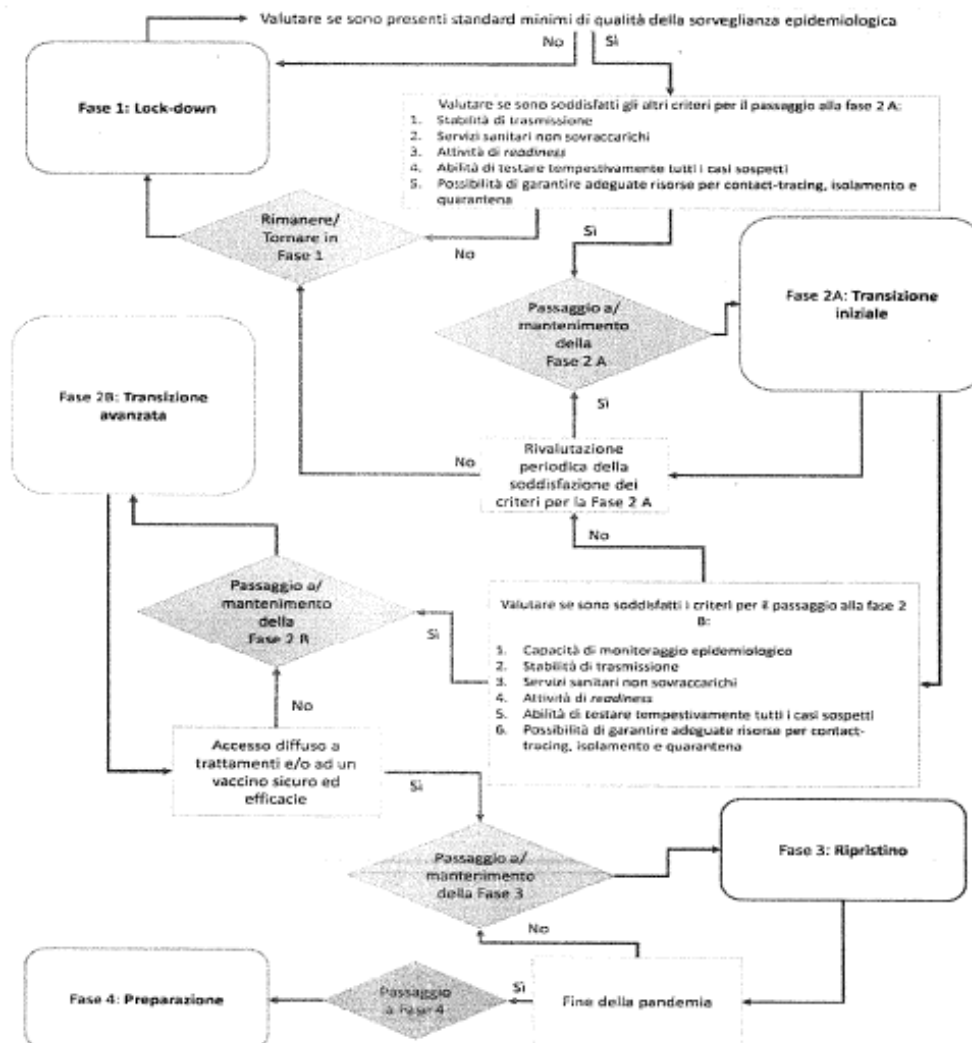 Valutare se sono presenti standard minimi di qualità della sorveglianza epidemiologica
No
Sì
Fase 1: Lock-down
Valutare se sono soddisfatti gli altri criteri per il passaggio alla fase 2 A:
1. Stabilità di trasmissione
2. Servizi sanitari non sovraccarichi
3. Attività di readiness
4. Abilità di testare tempestivamente tutti i casi sospetti
5. Possibilità di garantire adeguate risorse per contact-tracing, isolamento e
quarantena
Rimanere/
Tornare in
Fase 1
No
Sì
Passaggio a/
mantenimento
della
Fase 2 A
Fase 2A: Transizione
iniziale
Fase 2B: Transizione
avanzata
Sì
No
Rivalutazione
periodica della
soddisfazione dei
criteri per la Fase 2 A
No
Passaggio a/
mantenimento
della
Fase 2 B
Sì
Valutare se sono soddisfatti i criteri per il passaggio alla fase 2
B:
1. Capacità di monitoraggio epidemiologico
2. Stabilità di trasmissione
3. Servizi sanitari non sovraccarichi
4. Attività di readiness
5. Abilità di testare tempestivamente tutti i casi sospetti
6. Possibilità di garantire adeguate risorse per contact-
tracing, isolamento e quarantena
No
Accesso diffuso a
trattamenti e/o ad un
vaccino sicuro ed
efficacie
Sì
Passaggio a/
mantenimento
della Fase 3
Fase 3: Ripristino
No
Fase 4: Preparazione
Passaggio
a Fase 4
Sì
Fine della pandemia